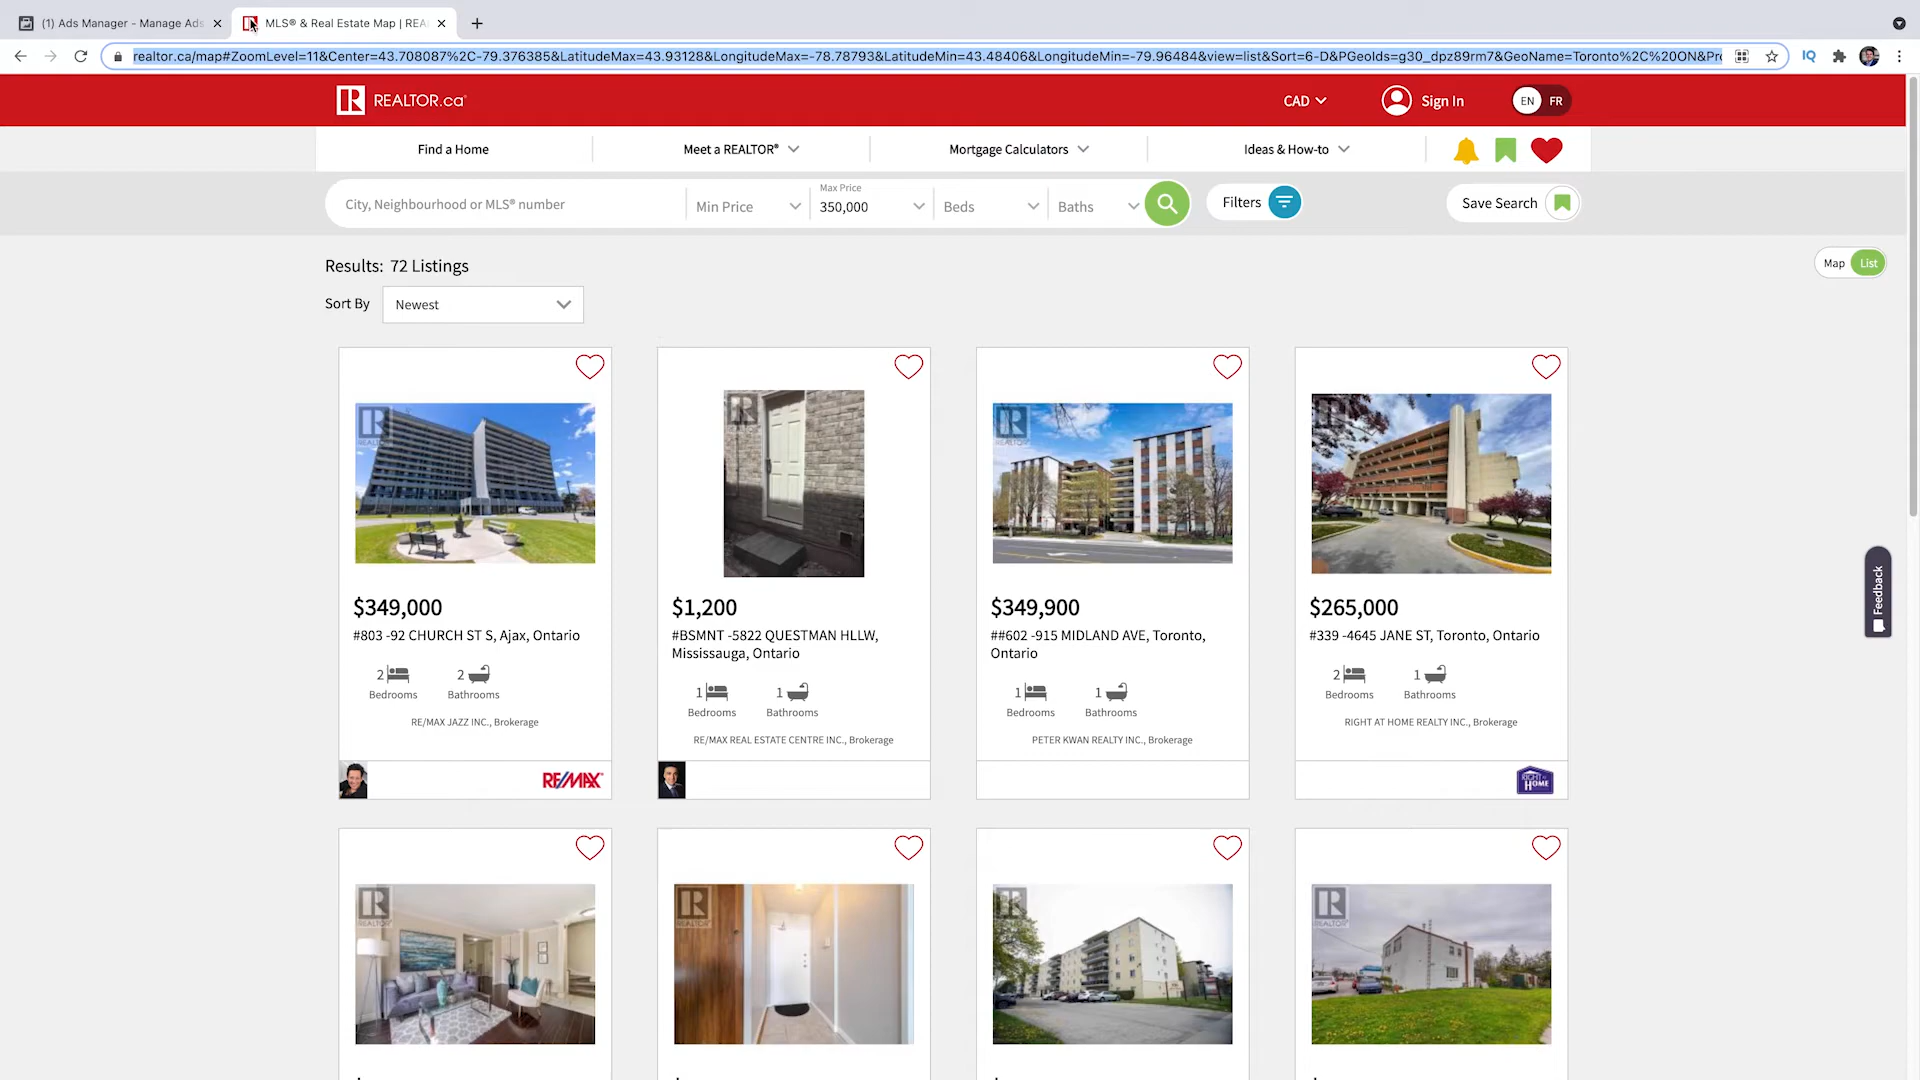 (1) Ads Manager - Manage Ads
MLS® & Real Estate Map | REA
realtor.ca/map#ZoomLevel=11&Center=43.708087%2C-79.376385&LatitudeMax=43.93128&LongitudeMax=-78.78793&LatitudeMin=43.48406&LongitudeMin=-79.96484&view=list&Sort=6-D&PGeoIds=g30_dpz89rm7&GeoName=Toronto%2C%20ON&Pro
IQ
REALTOR.ca
CAD
Sign In
EN FR
Find a Home
Meet a REALTOR®
Mortgage Calculators
Ideas & How-to
City, Neighbourhood or MLS® number
Min Price
Max Price
350,000
Beds
Baths
Filters
Save Search
Results: 72 Listings
Map List
Sort By Newest
$349,000
#803 -92 CHURCH ST S, Ajax, Ontario
2 2
Bedrooms Bathrooms
RE/MAX JAZZ INC., Brokerage
RE/MAX
$1,200
#BSMNT -5822 QUESTMAN HLLW,
Mississauga, Ontario
1 1
Bedrooms Bathrooms
RE/MAX REAL ESTATE CENTRE INC., Brokerage
$349,900
##602 -915 MIDLAND AVE, Toronto,
Ontario
1 1
Bedrooms Bathrooms
PETER KWAN REALTY INC., Brokerage
$265,000
#339 -4645 JANE ST, Toronto, Ontario
2 1
Bedrooms Bathrooms
RIGHT AT HOME REALTY INC., Brokerage
RIGHT AT
HOME
Feedback